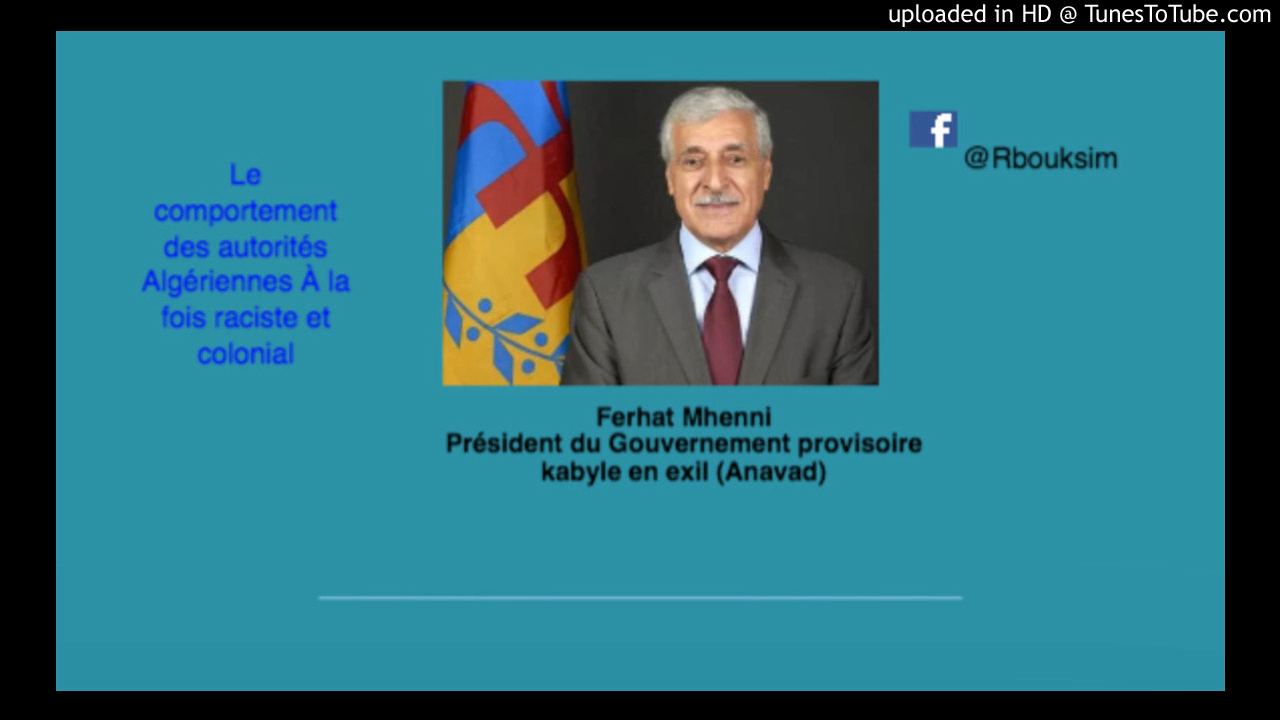 uploaded in HD @ TunesToTube.com
@Rbouksim
Le
comportement
des autorités
Algériennes À la
fois raciste et
colonial
Ferhat Mhenni
Président du Gouvernement provisoire
kabyle en exil (Anavad)